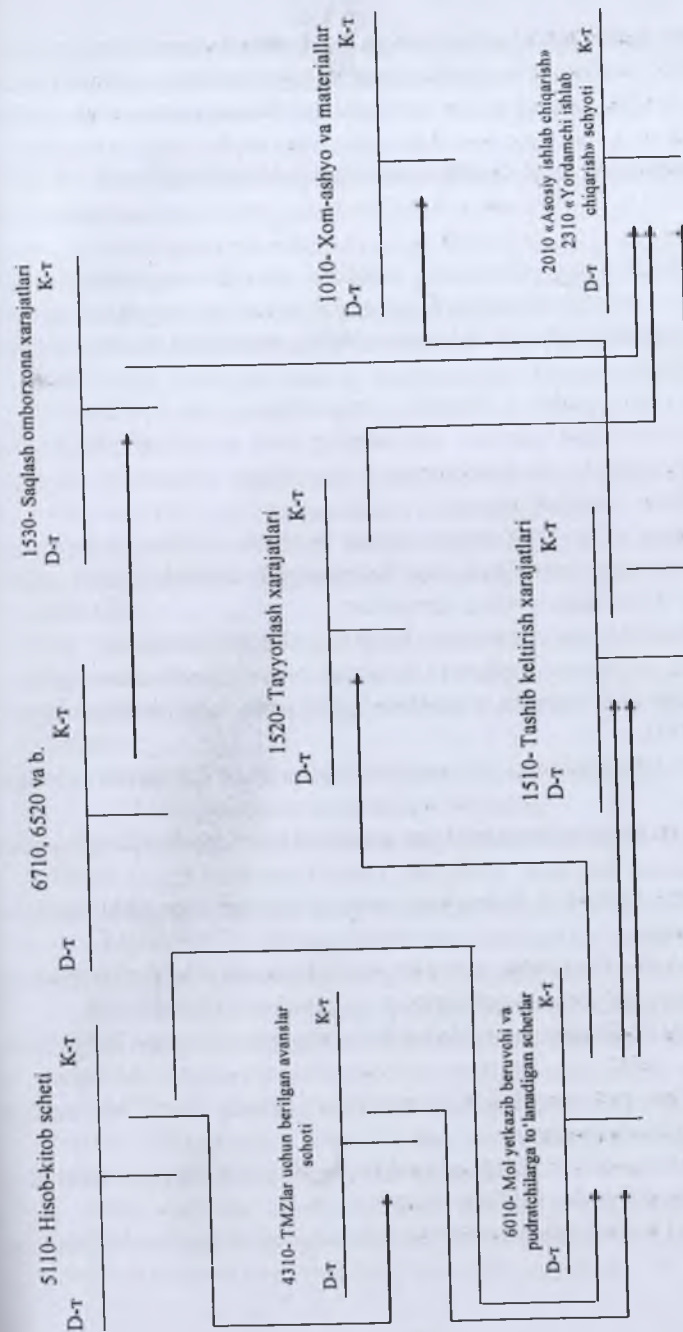 5110- Hisob-kitob scheti
D-т K-т
6710, 6520 va b.
D-т K-т
1530- Saqlash omborxona xarajatlari
D-т K-т
4310- TMZlar uchun berilgan avanslar
schoti
D-т K-т
1520- Tayyorlash xarajatlari
D-т K-т
1010- Xom-ashyo va materiallar
D-т K-т
6010- Mol yetkazib beruvchi va
pudratchilarga to'lanadigan schetlar
D-т K-т
1510- Tashib keltirish xarajatlari
D-т K-т
2010 «Asosiy ishlab chiqarish»
2310 «Yordamchi ishlab
chiqarish» schyoti
D-т K-т